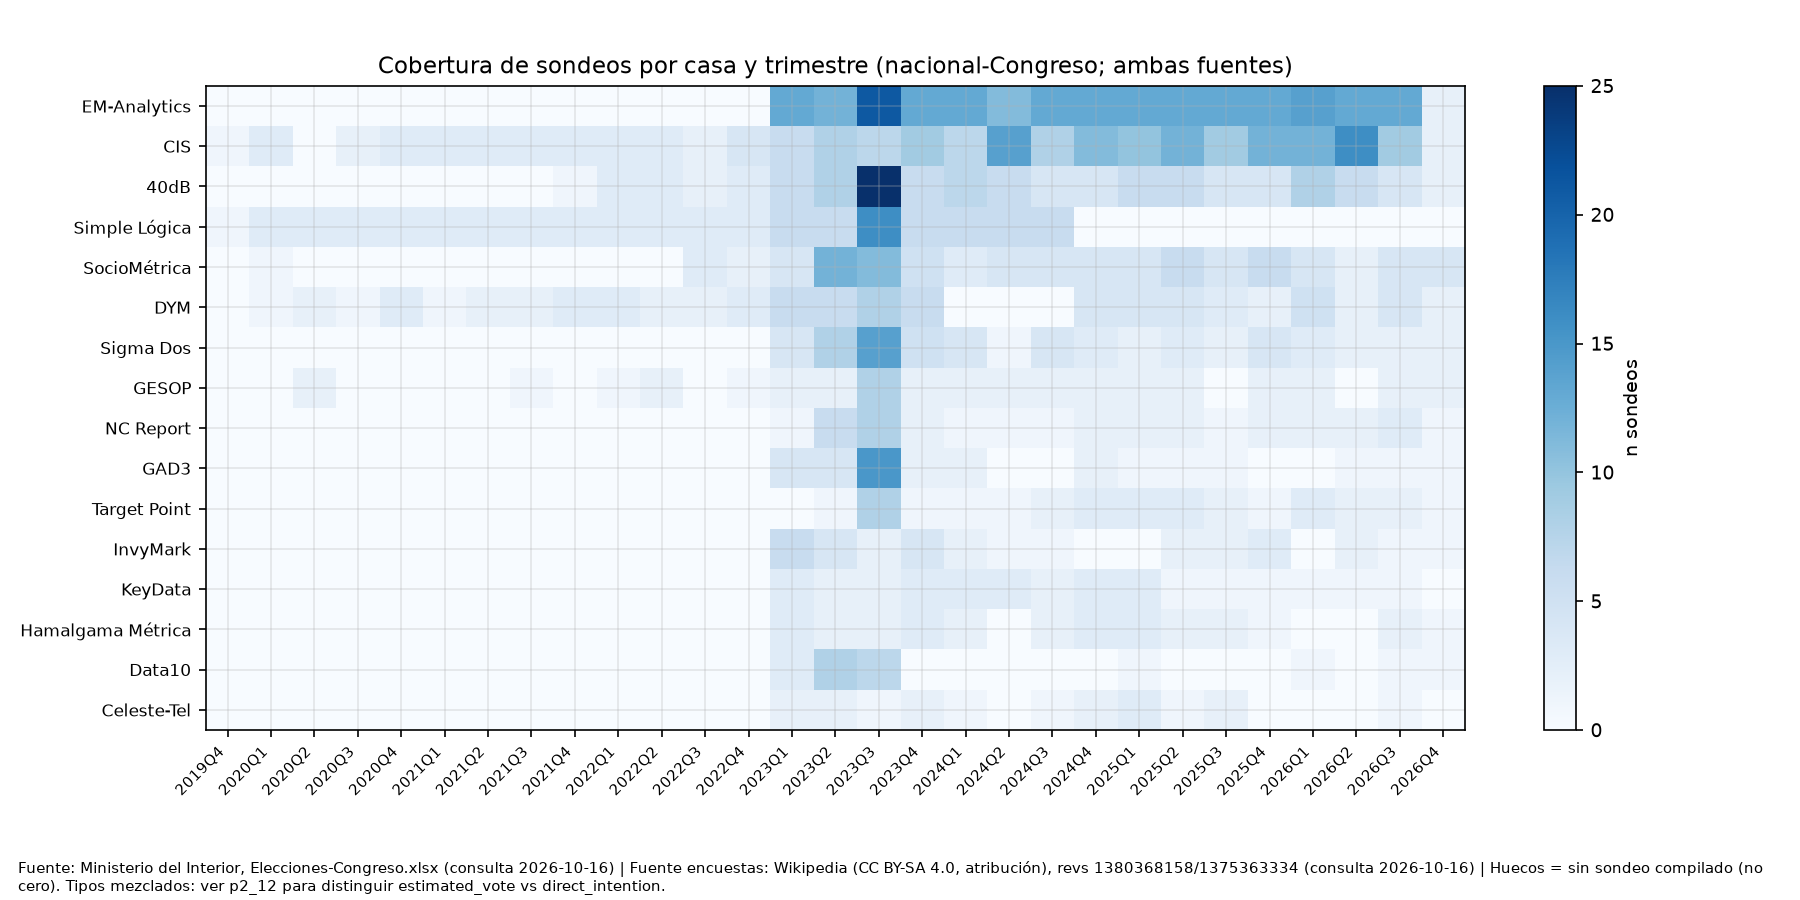 Cobertura de sondeos por casa y trimestre (nacional-Congreso; ambas fuentes)
EM-Analytics
CIS
40dB
Simple Lógica
SocioMétrica
DYM
Sigma Dos
GESOP
NC Report
GAD3
Target Point
InvyMark
KeyData
Hamalgama Métrica
Data10
Celeste-Tel
2019Q4
2020Q1
2020Q2
2020Q3
2020Q4
2021Q1
2021Q2
2021Q3
2021Q4
2022Q1
2022Q2
2022Q3
2022Q4
2023Q1
2023Q2
2023Q3
2023Q4
2024Q1
2024Q2
2024Q3
2024Q4
2025Q1
2025Q2
2025Q3
2025Q4
2026Q1
2026Q2
2026Q3
2026Q4
25
20
15
10
5
0
n sondeos
Fuente: Ministerio del Interior, Elecciones-Congreso.xlsx (consulta 2026-10-16) | Fuente encuestas: Wikipedia (CC BY-SA 4.0, atribución), revs 1380368158/1375363334 (consulta 2026-10-16) | Huecos = sin sondeo compilado (no
cero). Tipos mezclados: ver p2_12 para distinguir estimated_vote vs direct_intention.